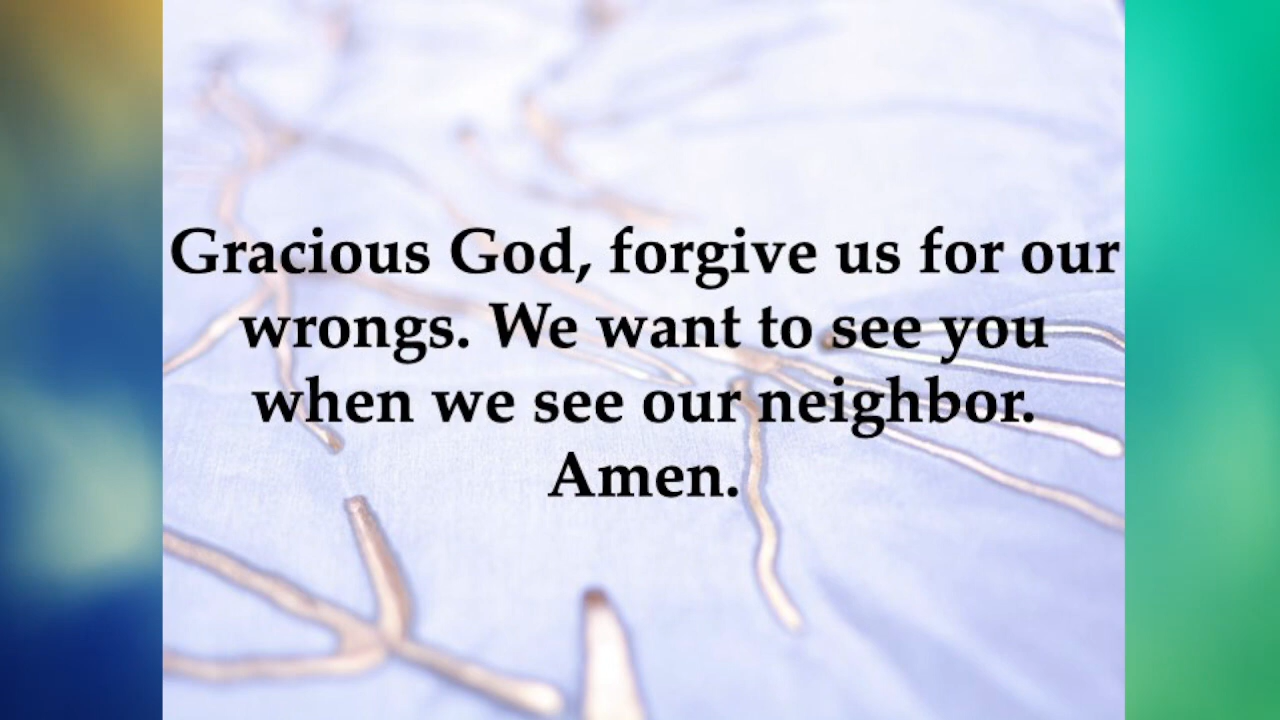 Gracious God, forgive us for our
wrongs. We want to see you
when we see our neighbor.
Amen.